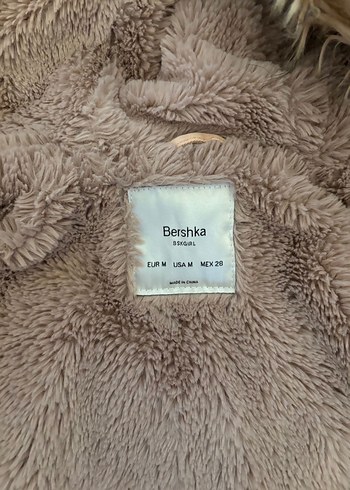 Bershka
BSKGIRL
EUR M USA M MEX 28
MADE IN CHINA